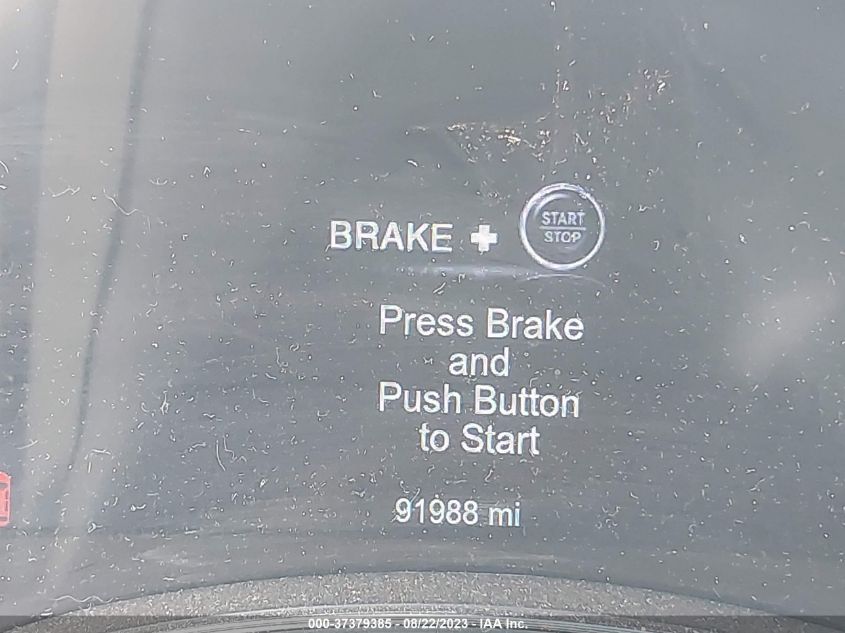 BRAKE + START
STOP
Press Brake
and
Push Button
to Start
91988 mi
000-37379385 - 08/22/2023 - IAA Inc.